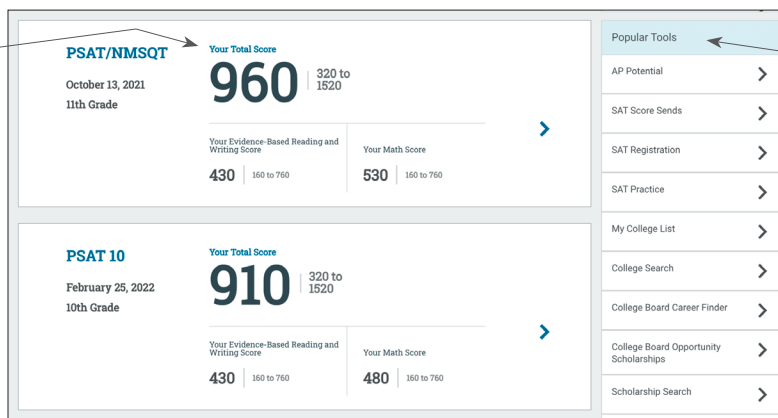 PSAT/NMSQT
October 13, 2021
11th Grade
Your Total Score
960
320 to
1520
Your Evidence-Based Reading and
Writing Score
430
160 to 760
Your Math Score
530
160 to 760
PSAT 10
February 25, 2022
10th Grade
Your Total Score
910
320 to
1520
Your Evidence-Based Reading and
Writing Score
430
160 to 760
Your Math Score
480
160 to 760
Popular Tools
AP Potential
SAT Score Sends
SAT Registration
SAT Practice
My College List
College Search
College Board Career Finder
College Board Opportunity
Scholarships
Scholarship Search